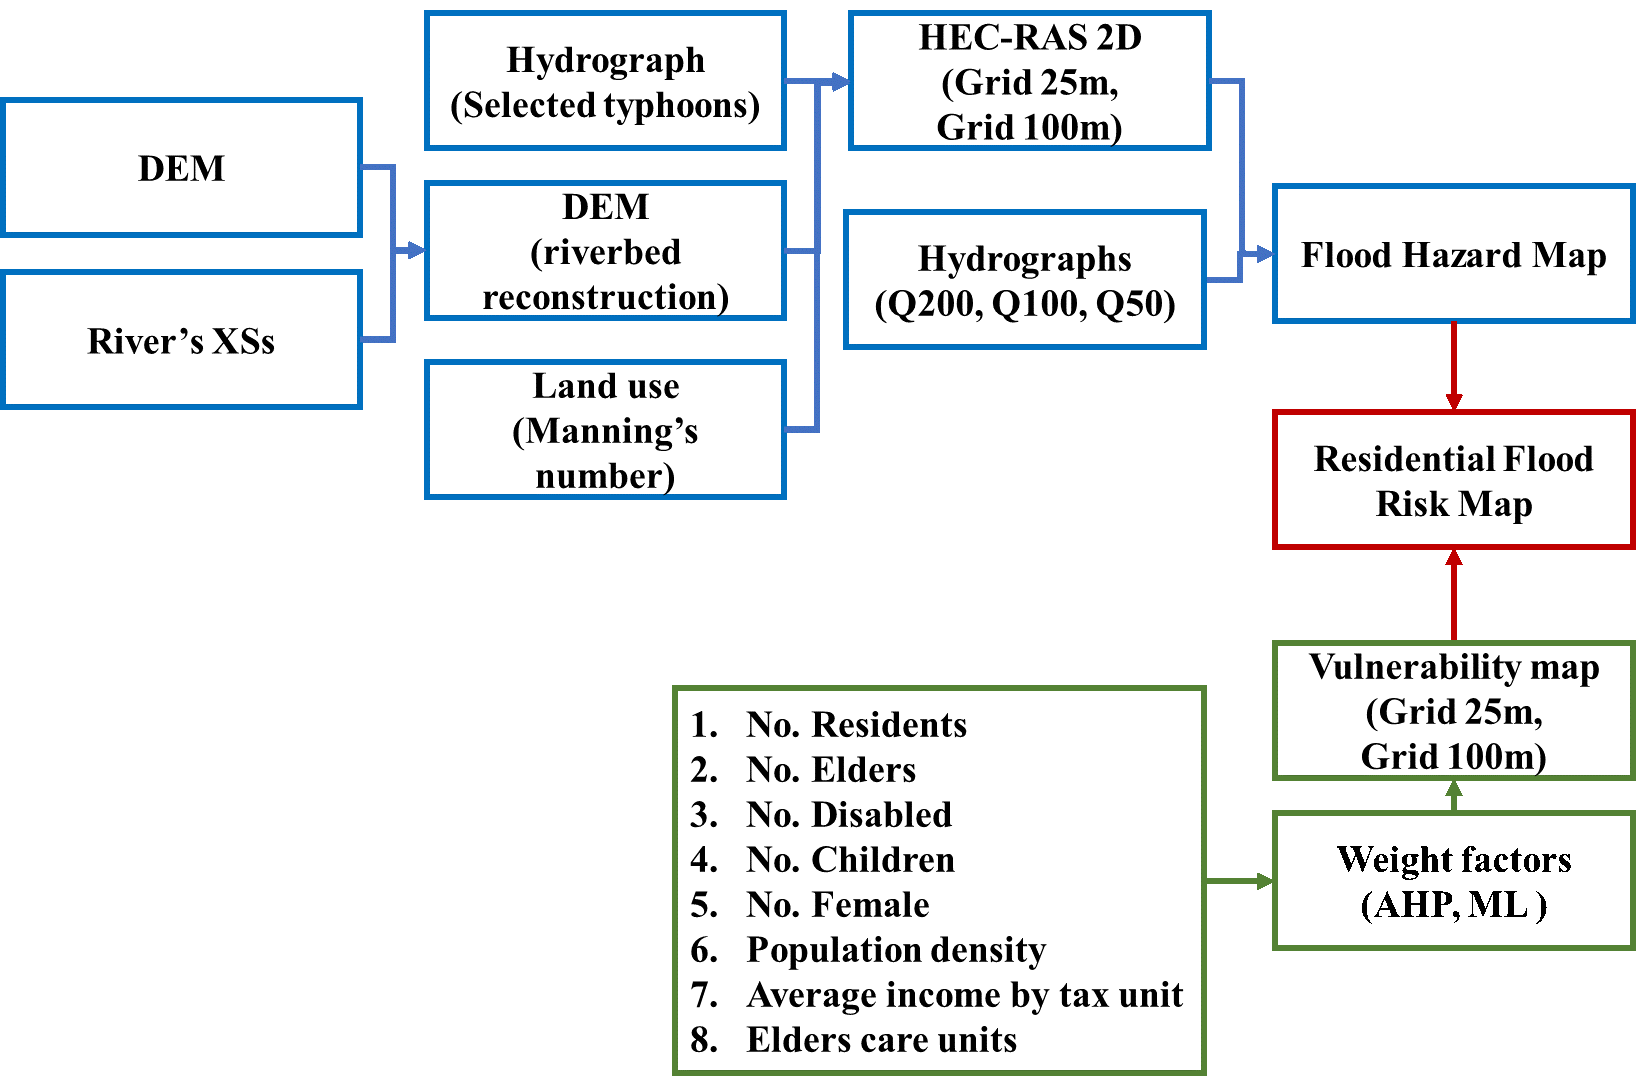 DEM
River’s XSs
Hydrograph
(Selected typhoons)
DEM
(riverbed
reconstruction)
Land use
(Manning’s
number)
HEC-RAS 2D
(Grid 25m,
Grid 100m)
Hydrographs
(Q200, Q100, Q50)
Flood Hazard Map
Residential Flood
Risk Map
Vulnerability map
(Grid 25m,
Grid 100m)
Weight factors
(AHP, ML )
1. No. Residents
2. No. Elders
3. No. Disabled
4. No. Children
5. No. Female
6. Population density
7. Average income by tax unit
8. Elders care units